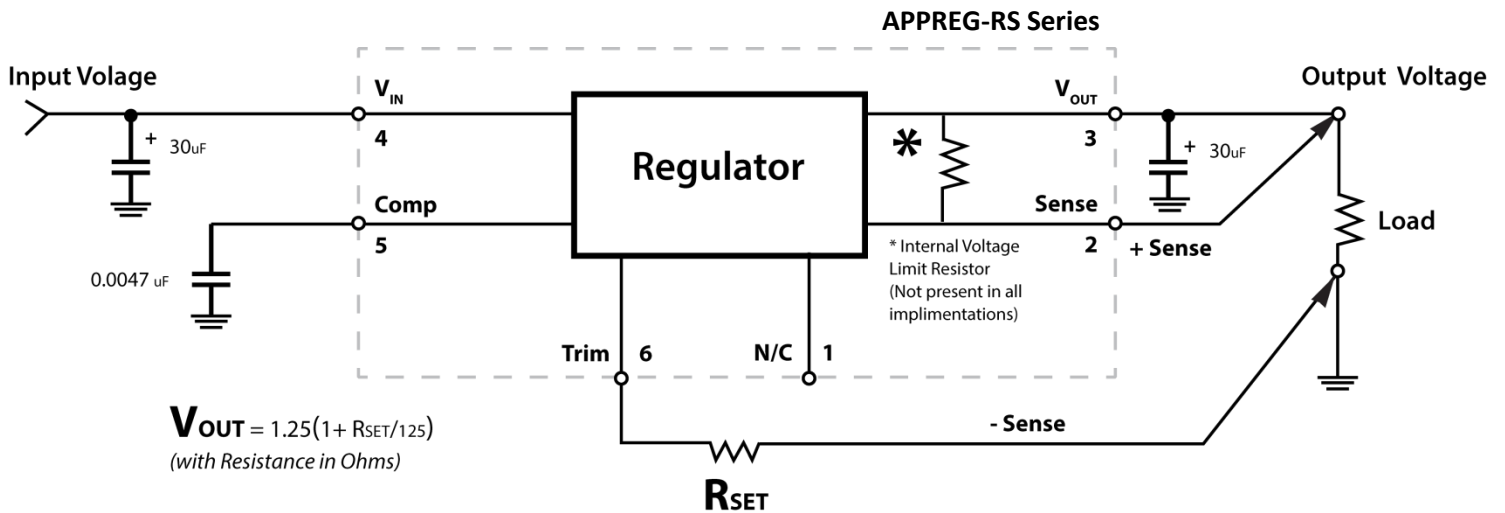 APPREG-RS Series
Input Volage
Output Voltage
VIN
VOUT
4
3
+
30uF
*
Regulator
+
30uF
Comp
Sense
5
2
+ Sense
Load
* Internal Voltage
Limit Resistor
(Not present in all
implimentations)
0.0047 uF
Trim
6
N/C
1
VOUT = 1.25(1+ RSET/125)
(with Resistance in Ohms)
- Sense
RSET